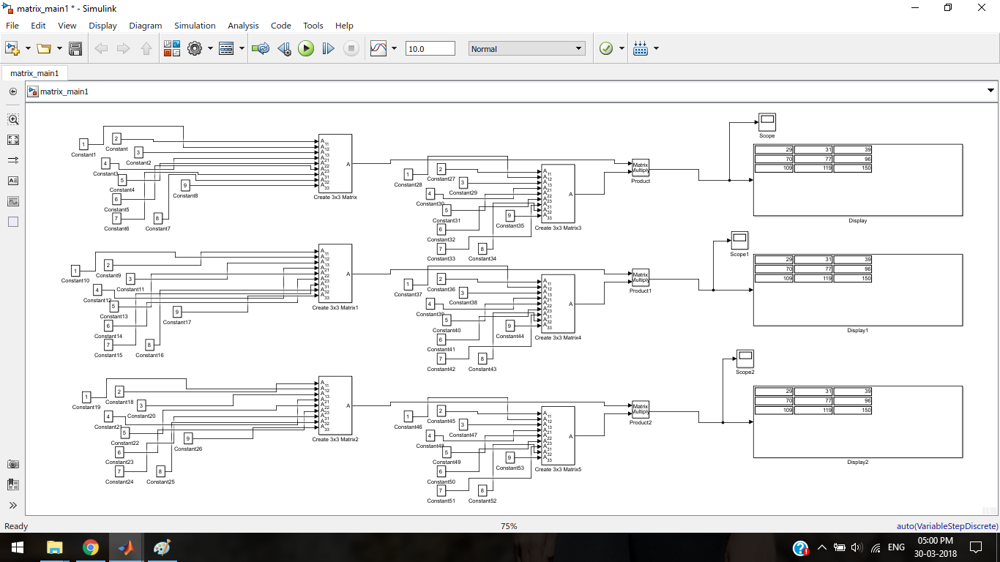 matrix_main1 * - Simulink
File Edit View Display Diagram Simulation Analysis Code Tools Help
10.0 Normal
matrix_main1
matrix_main1
1
Constant1
2
Constant
3
Constant2
4
Constant3
5
Constant4
6
Constant5
7
Constant6
8
Constant7
9
Constant8
A11
A12
A13
A21
A22
A23
A31
A32
A33
A
Create 3x3 Matrix
1
Constant28
2
Constant27
3
Constant29
4
Constant30
5
Constant31
6
Constant32
7
Constant33
8
Constant34
9
Constant35
A11
A12
A13
A21
A22
A23
A31
A32
A33
A
Create 3x3 Matrix3
Matrix
Multiply
Product
Scope
29 31 39
70 77 96
109 119 150
Display
1
Constant10
2
Constant9
3
Constant11
4
Constant12
5
Constant13
6
Constant14
7
Constant15
8
Constant16
9
Constant17
A11
A12
A13
A21
A22
A23
A31
A32
A33
A
Create 3x3 Matrix1
1
Constant37
2
Constant36
3
Constant38
4
Constant39
5
Constant40
6
Constant41
7
Constant42
8
Constant43
9
Constant44
A11
A12
A13
A21
A22
A23
A31
A32
A33
A
Create 3x3 Matrix4
Matrix
Multiply
Product1
Scope1
29 31 39
70 77 96
109 119 150
Display1
1
Constant19
2
Constant18
3
Constant20
4
Constant21
5
Constant22
6
Constant23
7
Constant24
8
Constant25
9
Constant26
A11
A12
A13
A21
A22
A23
A31
A32
A33
A
Create 3x3 Matrix2
1
Constant46
2
Constant45
3
Constant47
4
Constant48
5
Constant49
6
Constant50
7
Constant51
8
Constant52
9
Constant53
A11
A12
A13
A21
A22
A23
A31
A32
A33
A
Create 3x3 Matrix5
Matrix
Multiply
Product2
Scope2
29 31 39
70 77 96
109 119 150
Display2
Ready 75% auto(VariableStepDiscrete)
ENG
05:00 PM
30-03-2018